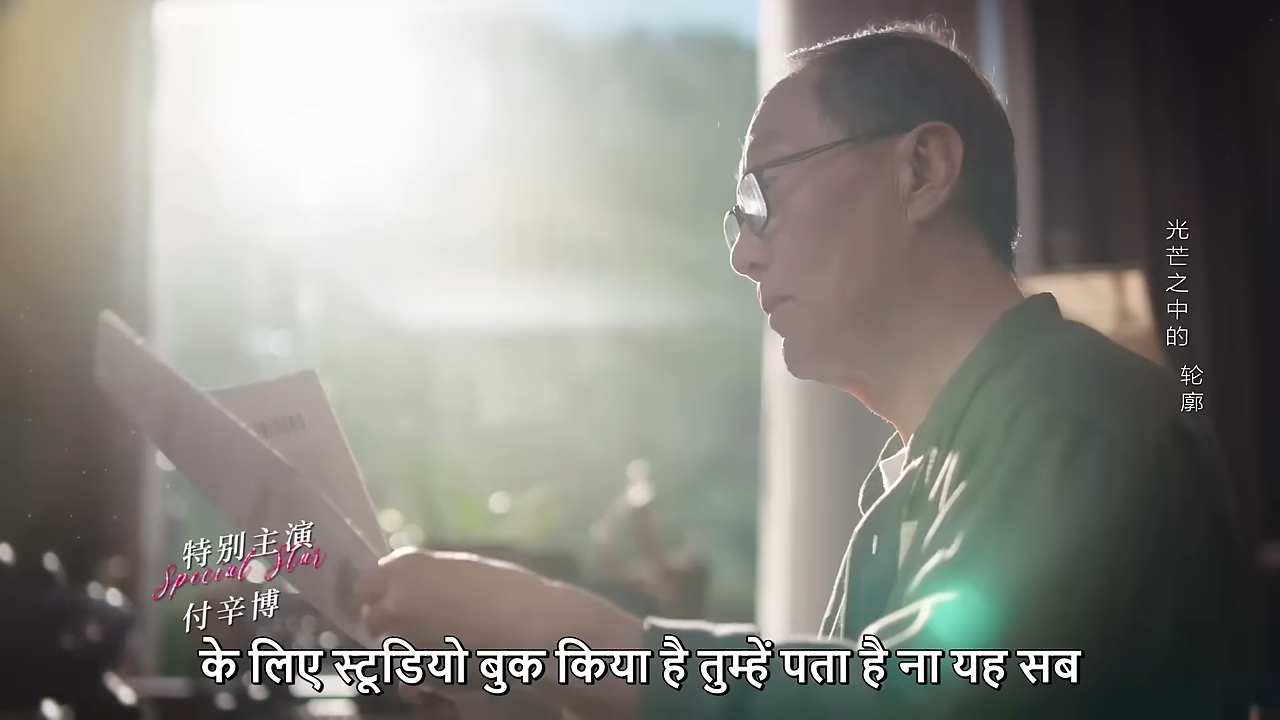 光芒之中的
轮廓
特别主演
Special Star
付辛博
के लिए स्टूडियो बुक किया है तुम्हें पता है ना यह सब